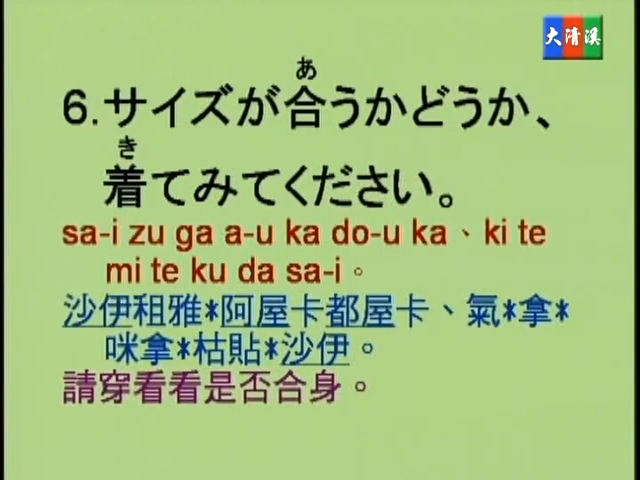 大清溪
あ
6.サイズが合うかどうか、
き
着てみてください。
sa-i zu ga a-u ka do-u ka、ki te
mi te ku da sa-i。
沙伊租雅*阿屋卡都屋卡、氣*拿*
咪拿*枯貼*沙伊。
請穿看看是否合身。